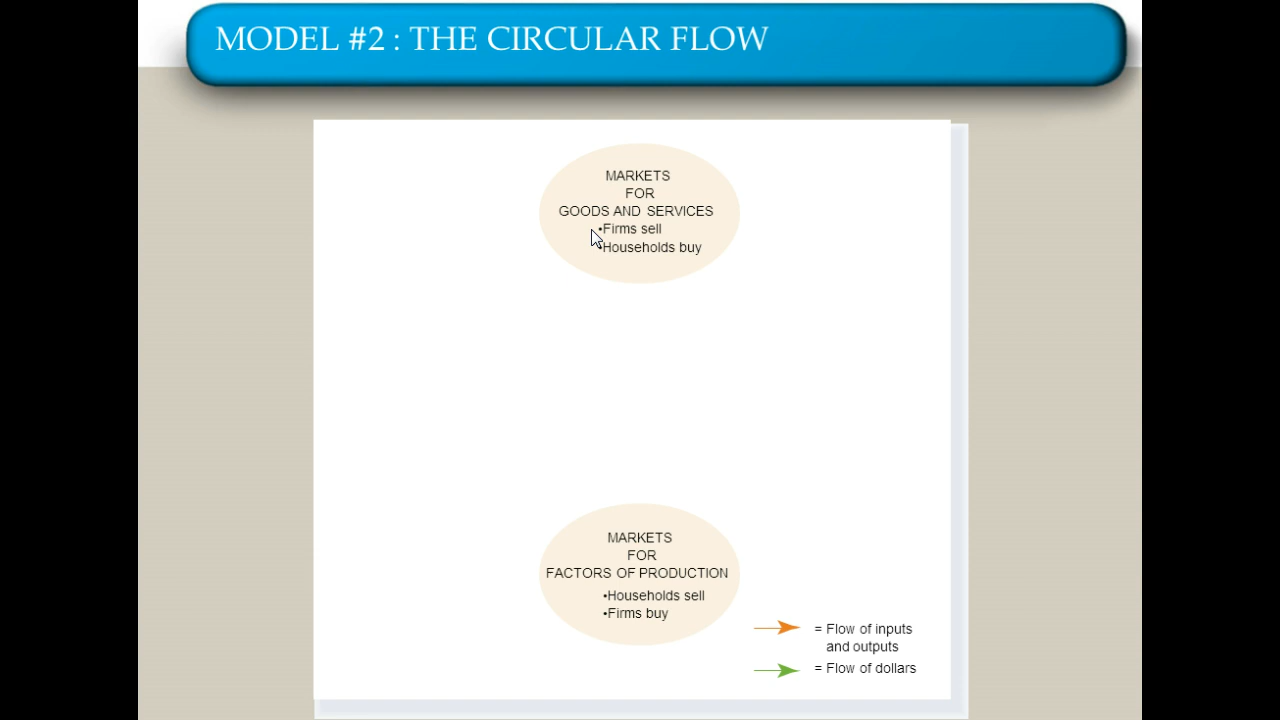 MODEL #2 : THE CIRCULAR FLOW
MARKETS
FOR
GOODS AND SERVICES
•Firms sell
•Households buy
MARKETS
FOR
FACTORS OF PRODUCTION
•Households sell
•Firms buy
= Flow of inputs
and outputs
= Flow of dollars